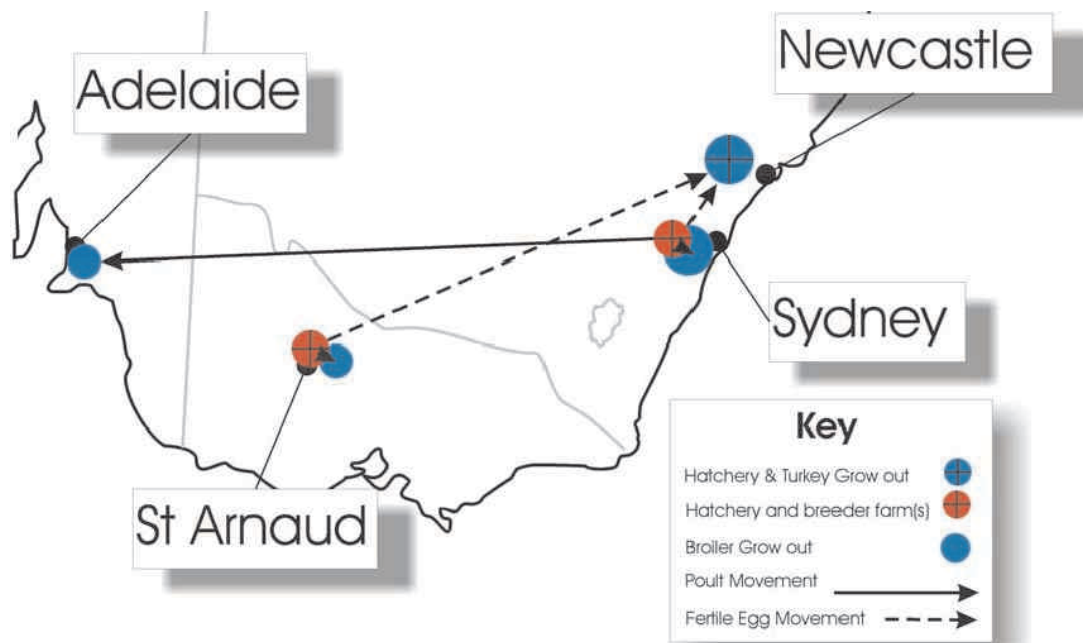 Newcastle
Adelaide
Sydney
St Arnaud
Key
Hatchery & Turkey Grow out
Hatchery and breeder farm(s)
Broiler Grow out
Poult Movement
Fertile Egg Movement